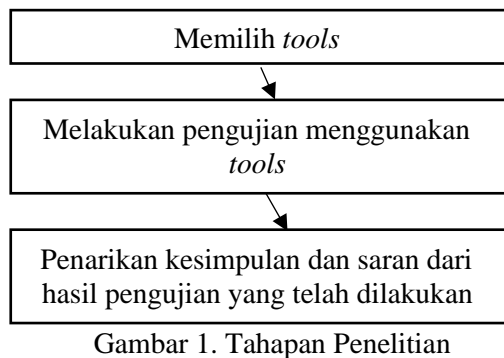 Memilih tools
Melakukan pengujian menggunakan
tools
Penarikan kesimpulan dan saran dari
hasil pengujian yang telah dilakukan
Gambar 1. Tahapan Penelitian